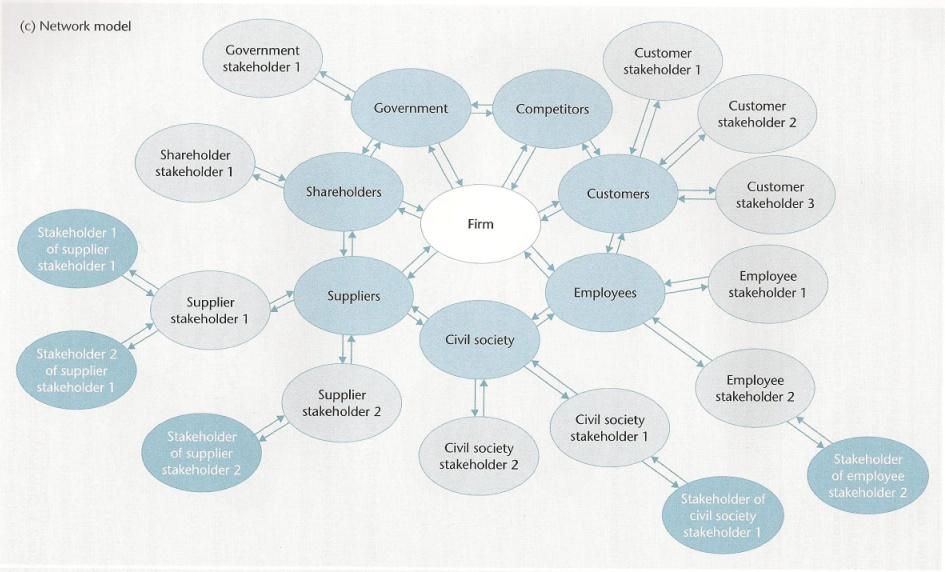 (c) Network model
Government
stakeholder 1
Customer
stakeholder 1
Government
Competitors
Customer
stakeholder 2
Shareholder
stakeholder 1
Shareholders
Customers
Customer
stakeholder 3
Firm
Stakeholder 1
of supplier
stakeholder 1
Supplier
stakeholder 1
Suppliers
Employees
Employee
stakeholder 1
Civil society
Stakeholder 2
of supplier
stakeholder 1
Supplier
stakeholder 2
Employee
stakeholder 2
Stakeholder
of supplier
stakeholder 2
Civil society
stakeholder 2
Civil society
stakeholder 1
Stakeholder
of employee
stakeholder 2
Stakeholder of
civil society
stakeholder 1